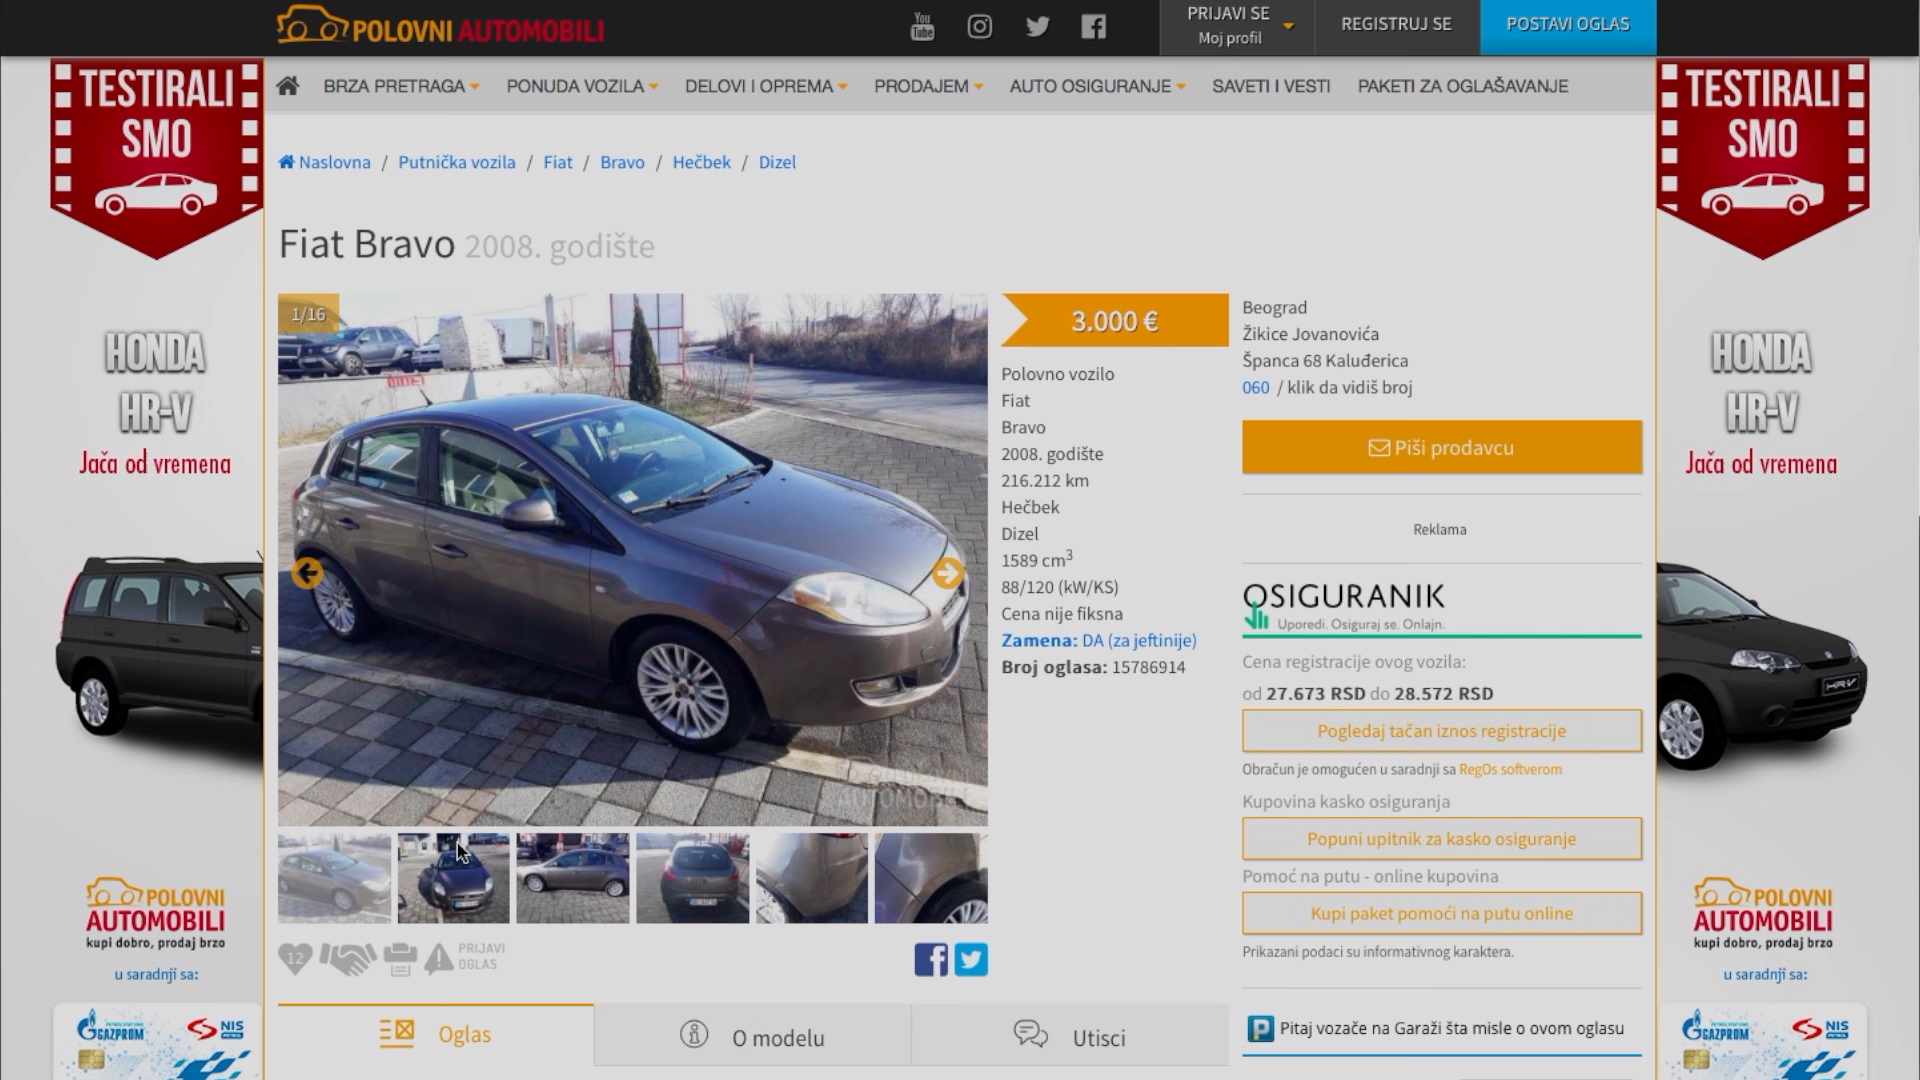 POLOVNI AUTOMOBILI
You
Tube
PRIJAVI SE
Moj profil
REGISTRUJ SE
POSTAVI OGLAS
TESTIRALI
SMO
BRZA PRETRAGA
PONUDA VOZILA
DELOVI I OPREMA
PRODAJEM
AUTO OSIGURANJE
SAVETI I VESTI
PAKETI ZA OGLAŠAVANJE
TESTIRALI
SMO
Naslovna / Putnička vozila / Fiat / Bravo / Hečbek / Dizel
Fiat Bravo 2008. godište
HONDA
HR-V
Jača od vremena
1/16
3.000 €
Polovno vozilo
Fiat
Bravo
2008. godište
216.212 km
Hečbek
Dizel
1589 cm³
88/120 (kW/KS)
Cena nije fiksna
Zamena: DA (za jeftinije)
Broj oglasa: 15786914
Beograd
Žikice Jovanovića
Španca 68 Kaluđerica
060 / klik da vidiš broj
Piši prodavcu
Reklama
OSIGURANIK
Uporedi. Osiguraj se. Onlajn.
Cena registracije ovog vozila:
od 27.673 RSD do 28.572 RSD
Pogledaj tačan iznos registracije
Obračun je omogućen u saradnji sa RegOs softverom
Kupovina kasko osiguranja
Popuni upitnik za kasko osiguranje
Pomoć na putu - online kupovina
Kupi paket pomoći na putu online
Prikazani podaci su informativnog karaktera.
Pitaj vozače na Garaži šta misle o ovom oglasu
HONDA
HR-V
Jača od vremena
HR-V
POLOVNI
AUTOMOBILI
kupi dobro, prodaj brzo
u saradnji sa:
GAZPROM
NIS
12
PRIJAVI
OGLAS
Oglas
O modelu
Utisci
POLOVNI
AUTOMOBILI
kupi dobro, prodaj brzo
u saradnji sa:
GAZPROM
NIS